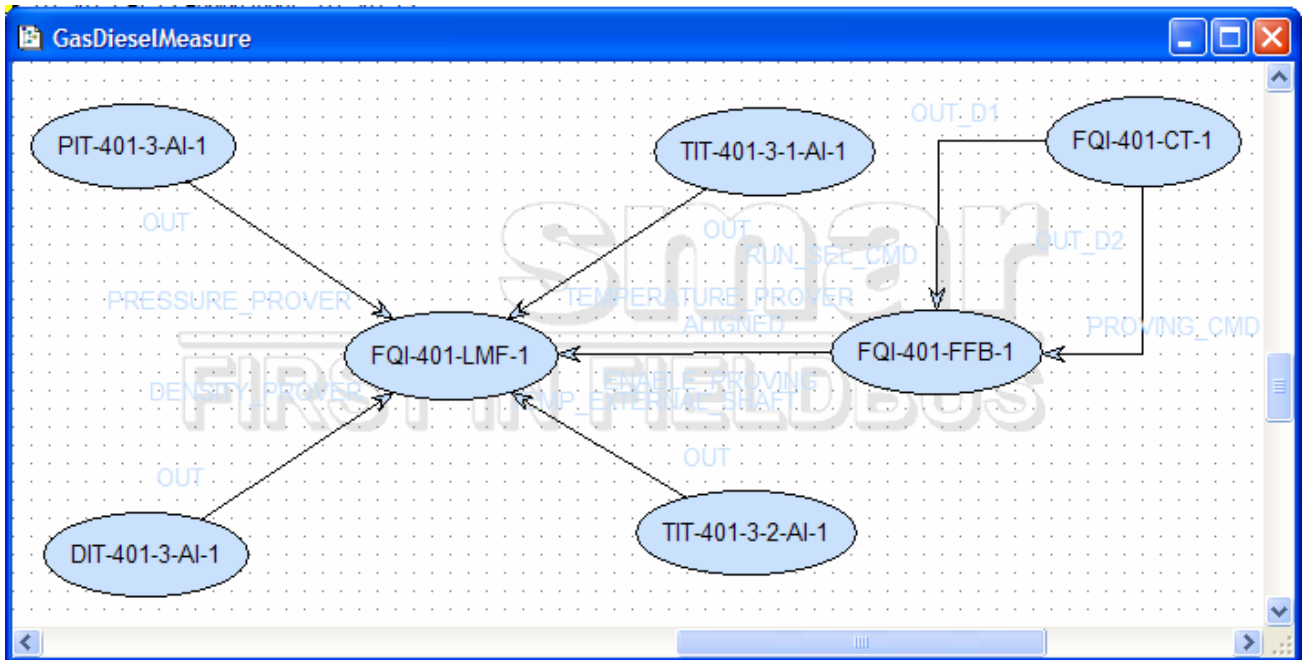 GasDieselMeasure
PIT-401-3-AI-1
TIT-401-3-1-AI-1
OUT_D1
FQI-401-CT-1
OUT
OUT
RUN_SEL_CMD
OUT_D2
smar
PRESSURE_PROVER
TEMPERATURE_PROVER
ALIGNED
PROVING_CMD
FQI-401-LMF-1
FQI-401-FFB-1
FIRST IN FIELDBUS
DENSITY_PROVER
ENABLE_PROVING
EXTERNAL_SHAFT
OUT
OUT
DIT-401-3-AI-1
TIT-401-3-2-AI-1